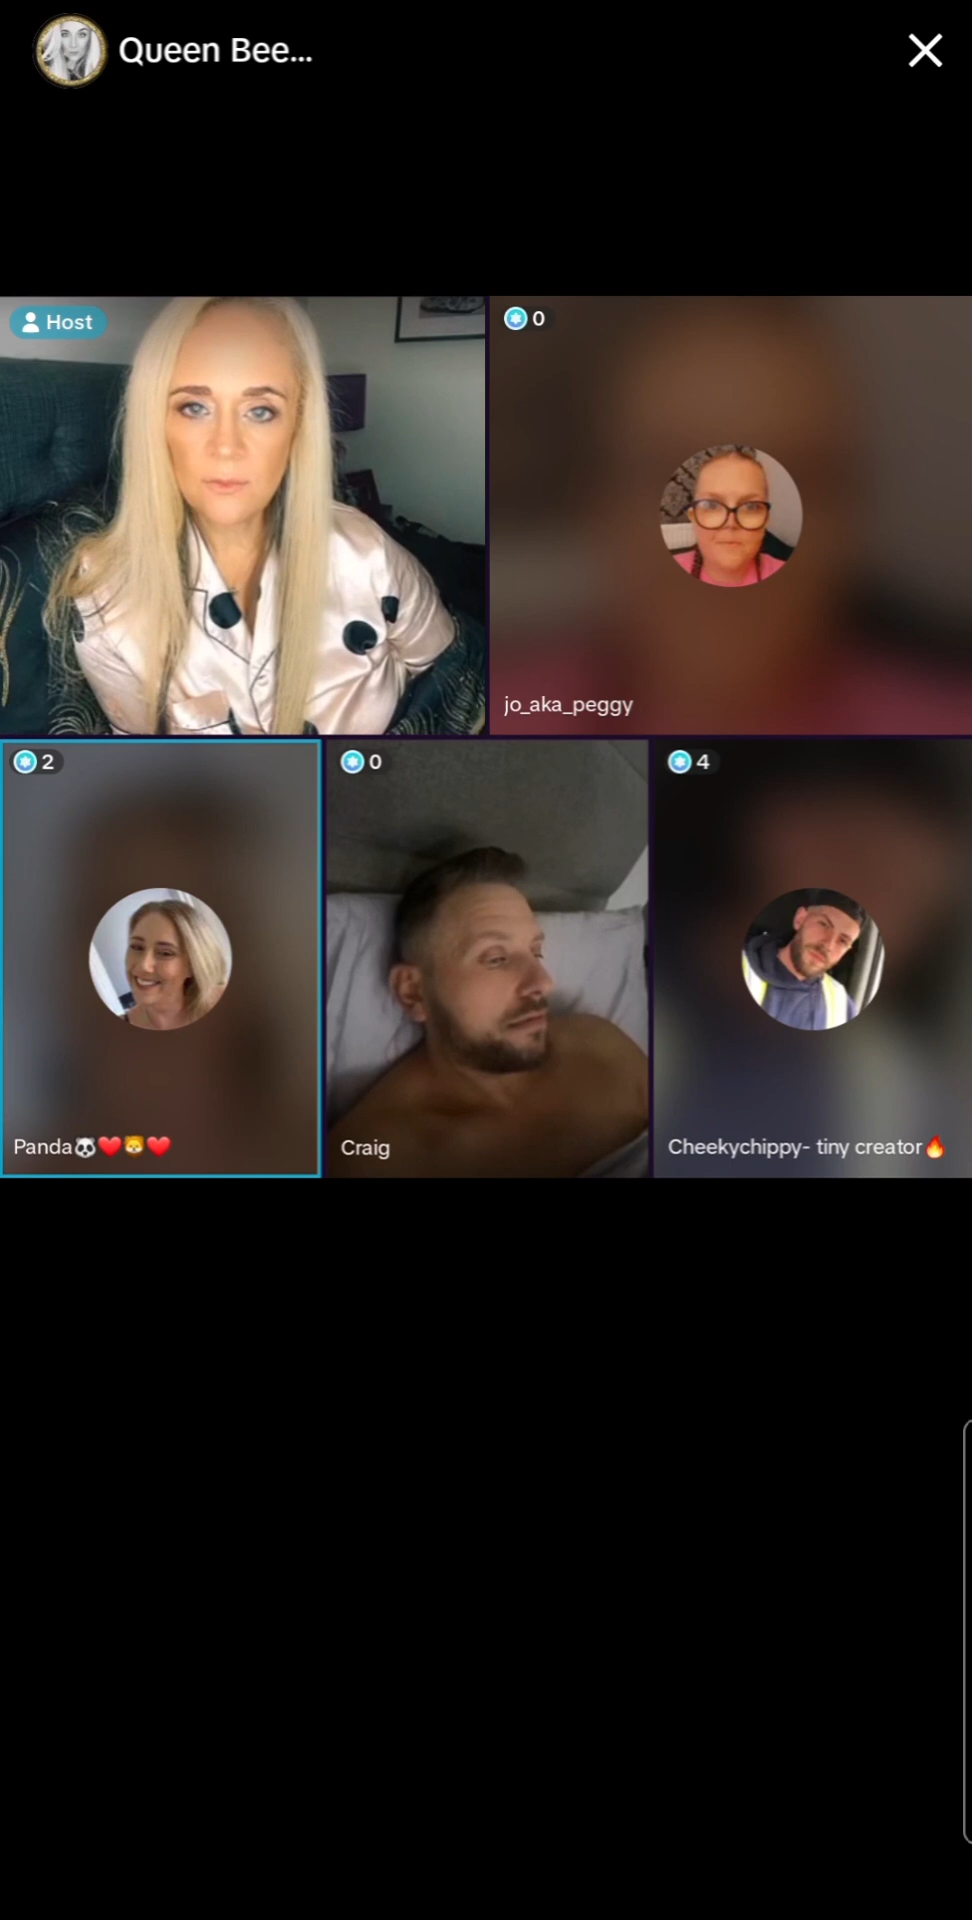 Queen Bee...
Host
0
jo_aka_peggy
2
0
4
Panda🐼❤️🦁❤️
Craig
Cheekychippy- tiny creator🔥